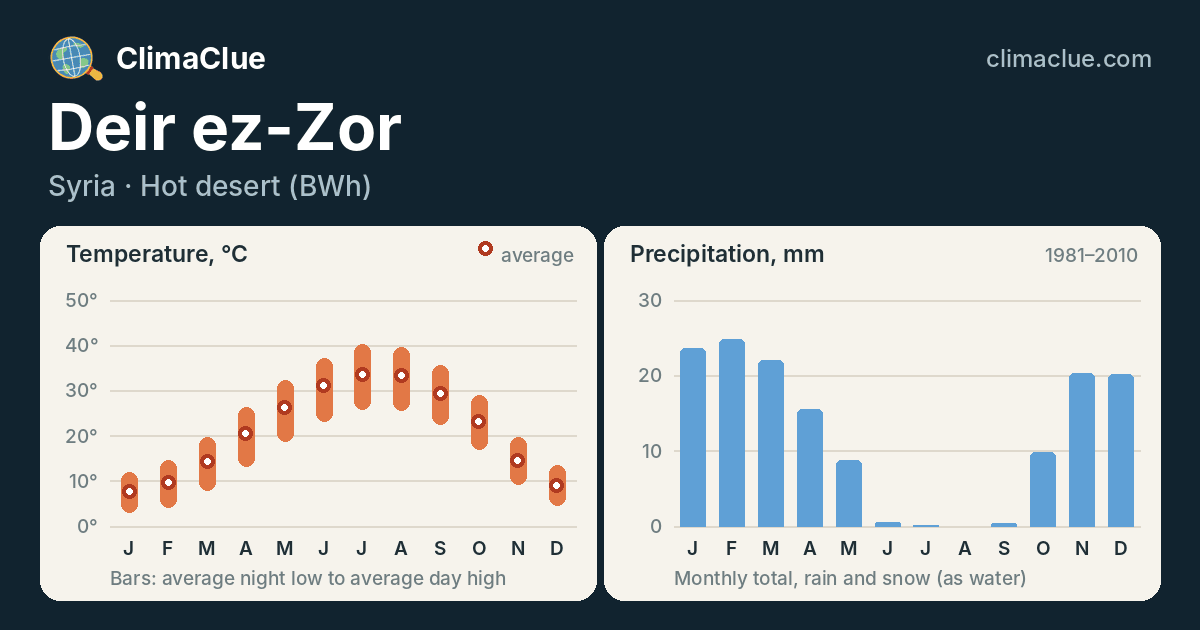 ClimaClue
climaclue.com
Deir ez-Zor
Syria · Hot desert (BWh)
Temperature, °C
average
50°
40°
30°
20°
10°
0°
J F M A M J J A S O N D
Bars: average night low to average day high
Precipitation, mm
1981–2010
30
20
10
0
J F M A M J J A S O N D
Monthly total, rain and snow (as water)